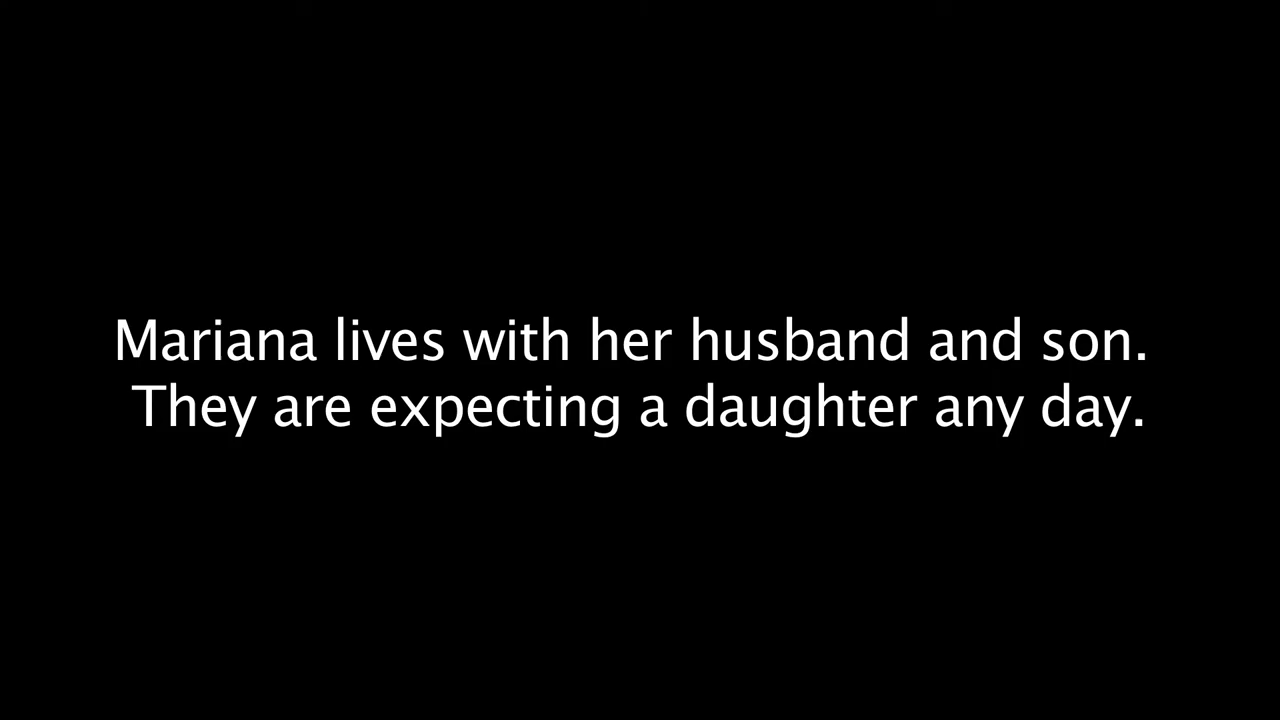 Mariana lives with her husband and son.
They are expecting a daughter any day.